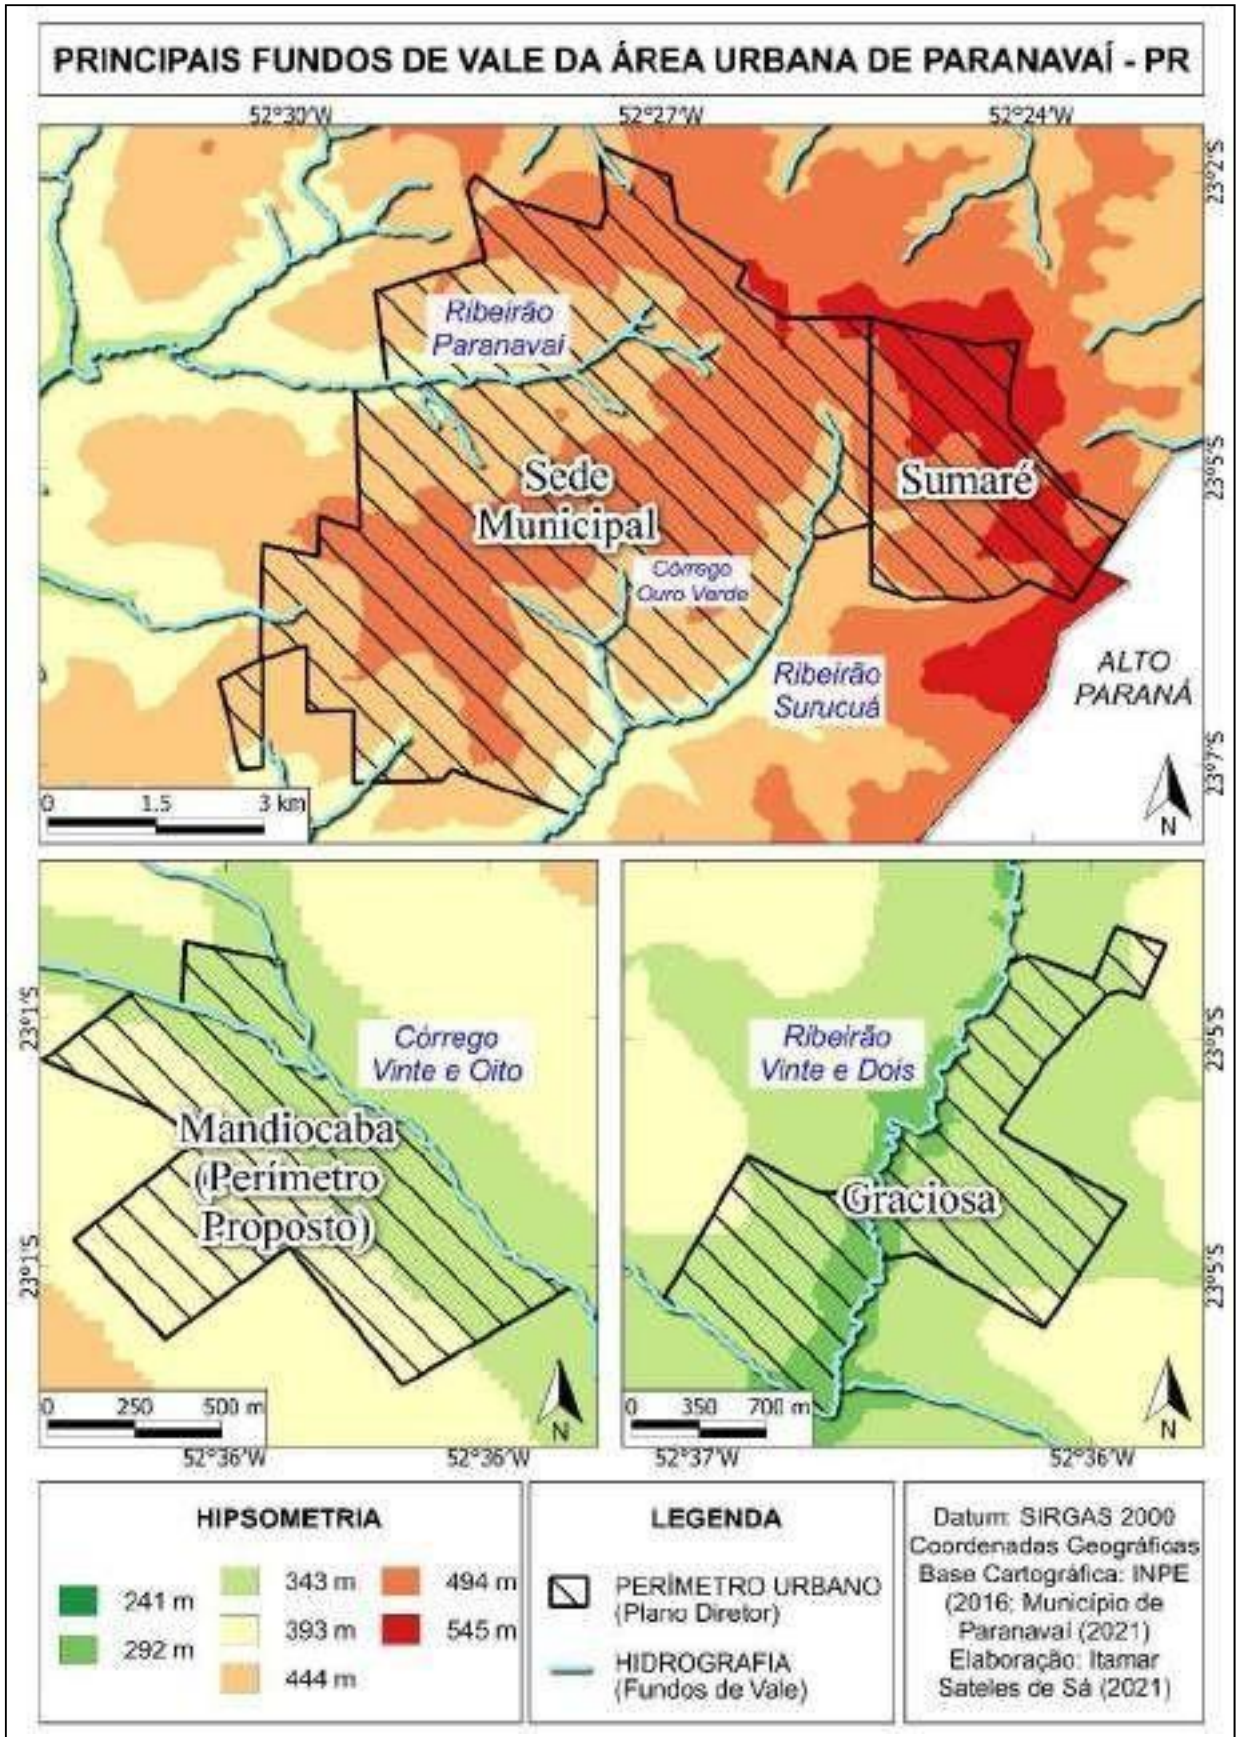 PRINCIPAIS FUNDOS DE VALE DA ÁREA URBANA DE PARANAVAÍ - PR
52°30'W
52°27'W
52°24'W
23°2'S
Ribeirão
Paranavaí
23°5'S
Sede
Municipal
Sumaré
Córrego
Ouro Verde
Ribeirão
Surucuá
ALTO
PARANÁ
23°7'S
0 1.5 3 km
N
23°1'S
Córrego
Vinte e Oito
Mandiocaba
(Perímetro
Proposto)
23°1'S
0 250 500 m
N
52°36'W
52°36'W
Ribeirão
Vinte e Dois
23°5'S
Graciosa
23°5'S
0 350 700 m
N
52°37'W
52°36'W
HIPSOMETRIA
241 m
292 m
343 m
393 m
444 m
494 m
545 m
LEGENDA
PERÍMETRO URBANO
(Plano Diretor)
HIDROGRAFIA
(Fundos de Vale)
Datum: SIRGAS 2000
Coordenadas Geográficas
Base Cartográfica: INPE
(2016; Município de
Paranavaí (2021)
Elaboração: Itamar
Sateles de Sá (2021)